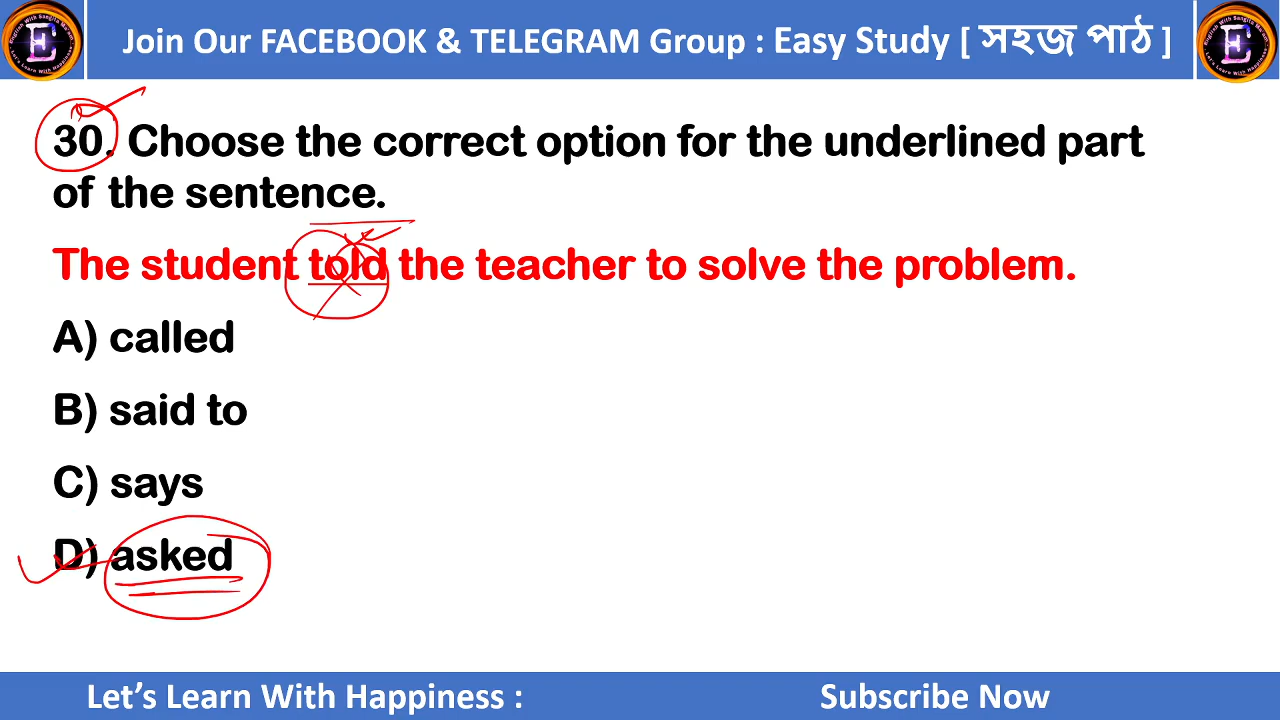 Join Our FACEBOOK & TELEGRAM Group : Easy Study [ সহজ পাঠ ]
30. Choose the correct option for the underlined part
of the sentence.
The student told the teacher to solve the problem.
A) called
B) said to
C) says
D) asked
Let's Learn With Happiness :
Subscribe Now